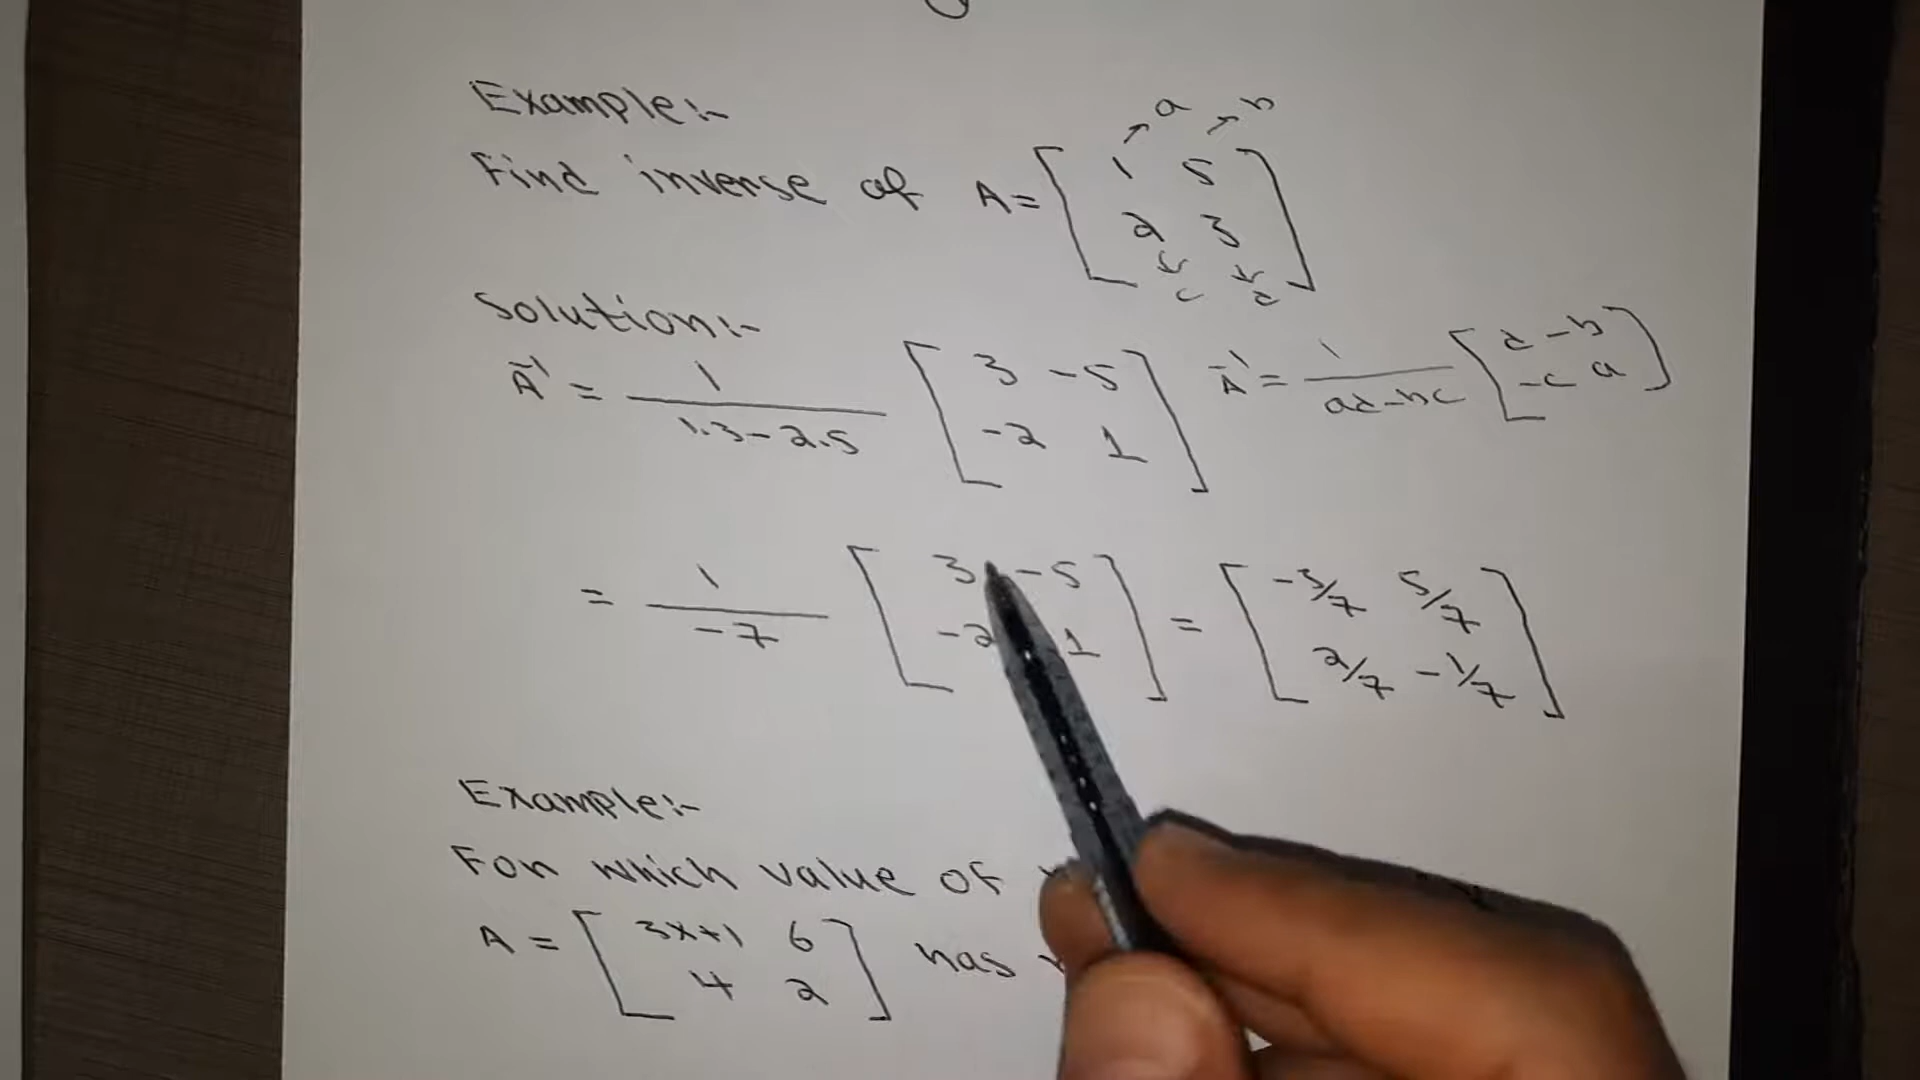 Example:-
a b
Find inverse of A = [ 1 5
2 3 ]
c d
Solution:-
A⁻¹ = 1 / 1.3 - 2.5 [ 3 -5
-2 1 ]
A⁻¹ = 1 / ad-bc [ d -b
-c a ]
= 1 / -7 [ 3 -5
-2 1 ] = [ -3/7 5/7
2/7 -1/7 ]
Example:-
For which value of
A = [ 3x+1 6
4 2 ] has